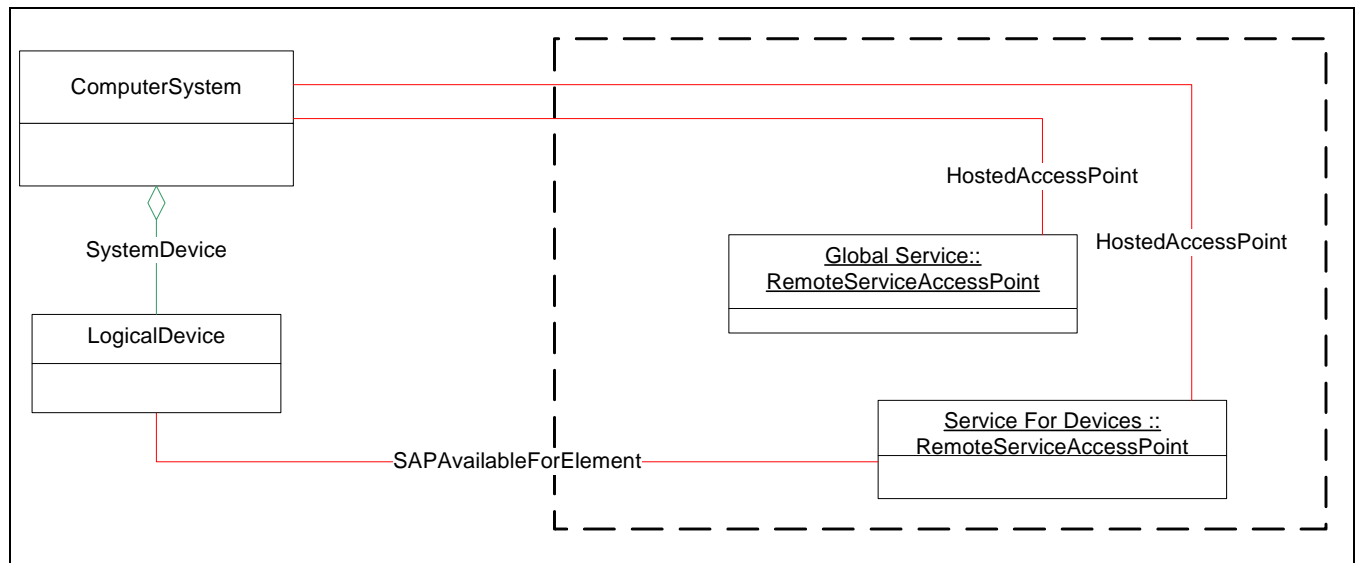 ComputerSystem
HostedAccessPoint
SystemDevice
HostedAccessPoint
Global Service::
RemoteServiceAccessPoint
LogicalDevice
Service For Devices ::
RemoteServiceAccessPoint
SAPAvailableForElement